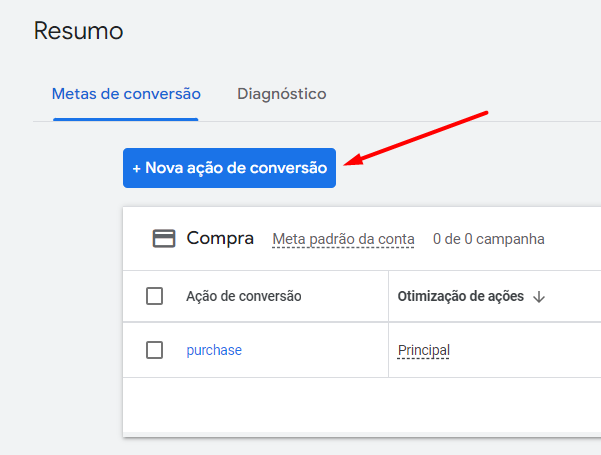 Resumo
Metas de conversão Diagnóstico
+ Nova ação de conversão
Compra Meta padrão da conta 0 de 0 campanha
Ação de conversão Otimização de ações
purchase Principal